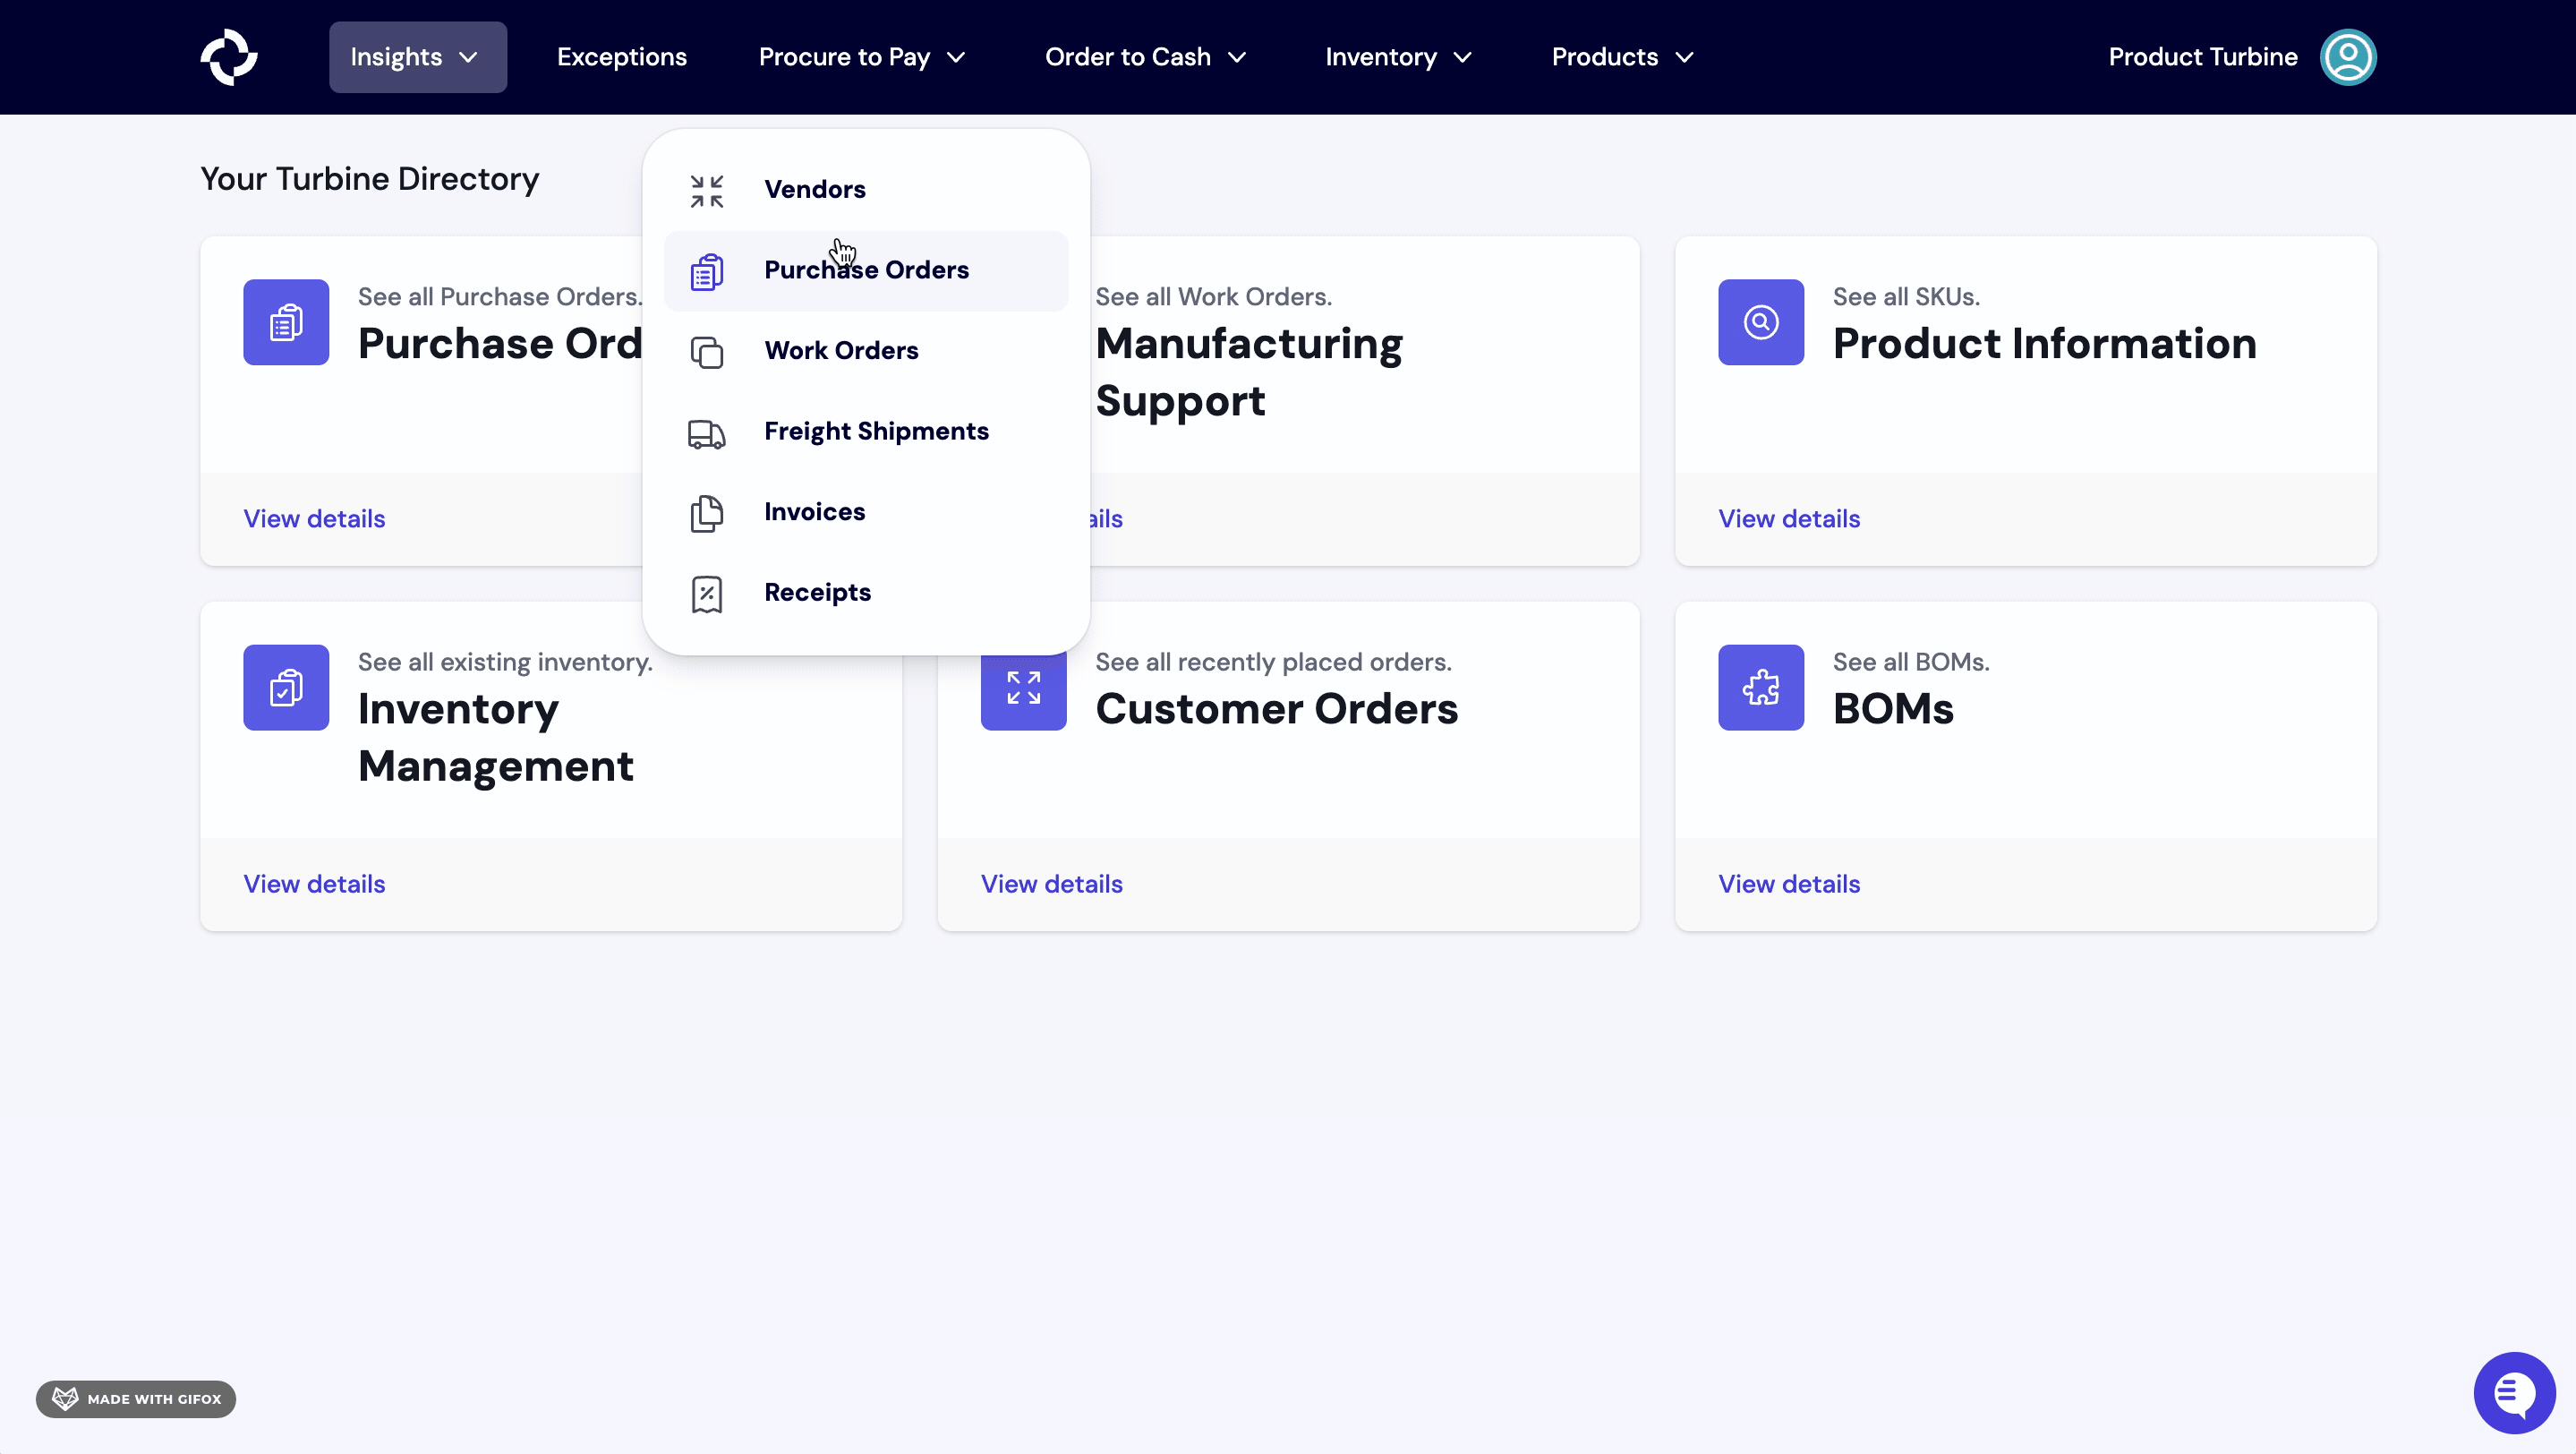 Insights
Exceptions
Procure to Pay
Order to Cash
Inventory
Products
Product Turbine
Your Turbine Directory
Vendors
Purchase Orders
Work Orders
Freight Shipments
Invoices
Receipts
See all Purchase Orders.
Purchase Ord
View details
See all Work Orders.
Manufacturing
Support
ails
See all SKUs.
Product Information
View details
See all existing inventory.
Inventory
Management
View details
See all recently placed orders.
Customer Orders
View details
See all BOMs.
BOMs
View details
MADE WITH GIFOX